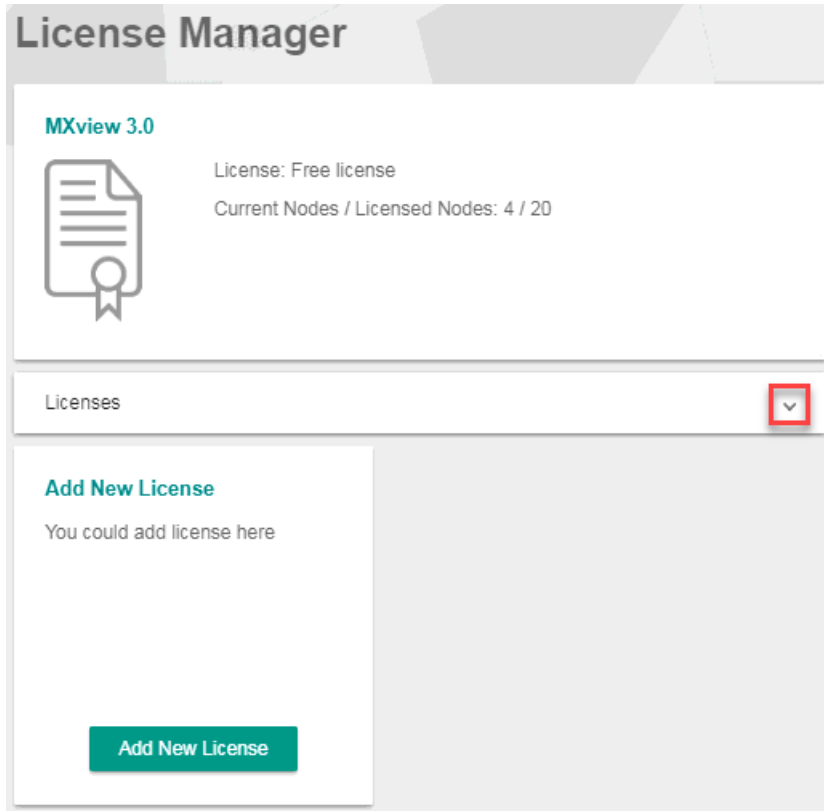 License Manager
MXview 3.0
License: Free license
Current Nodes / Licensed Nodes: 4 / 20
Licenses
Add New License
You could add license here
Add New License